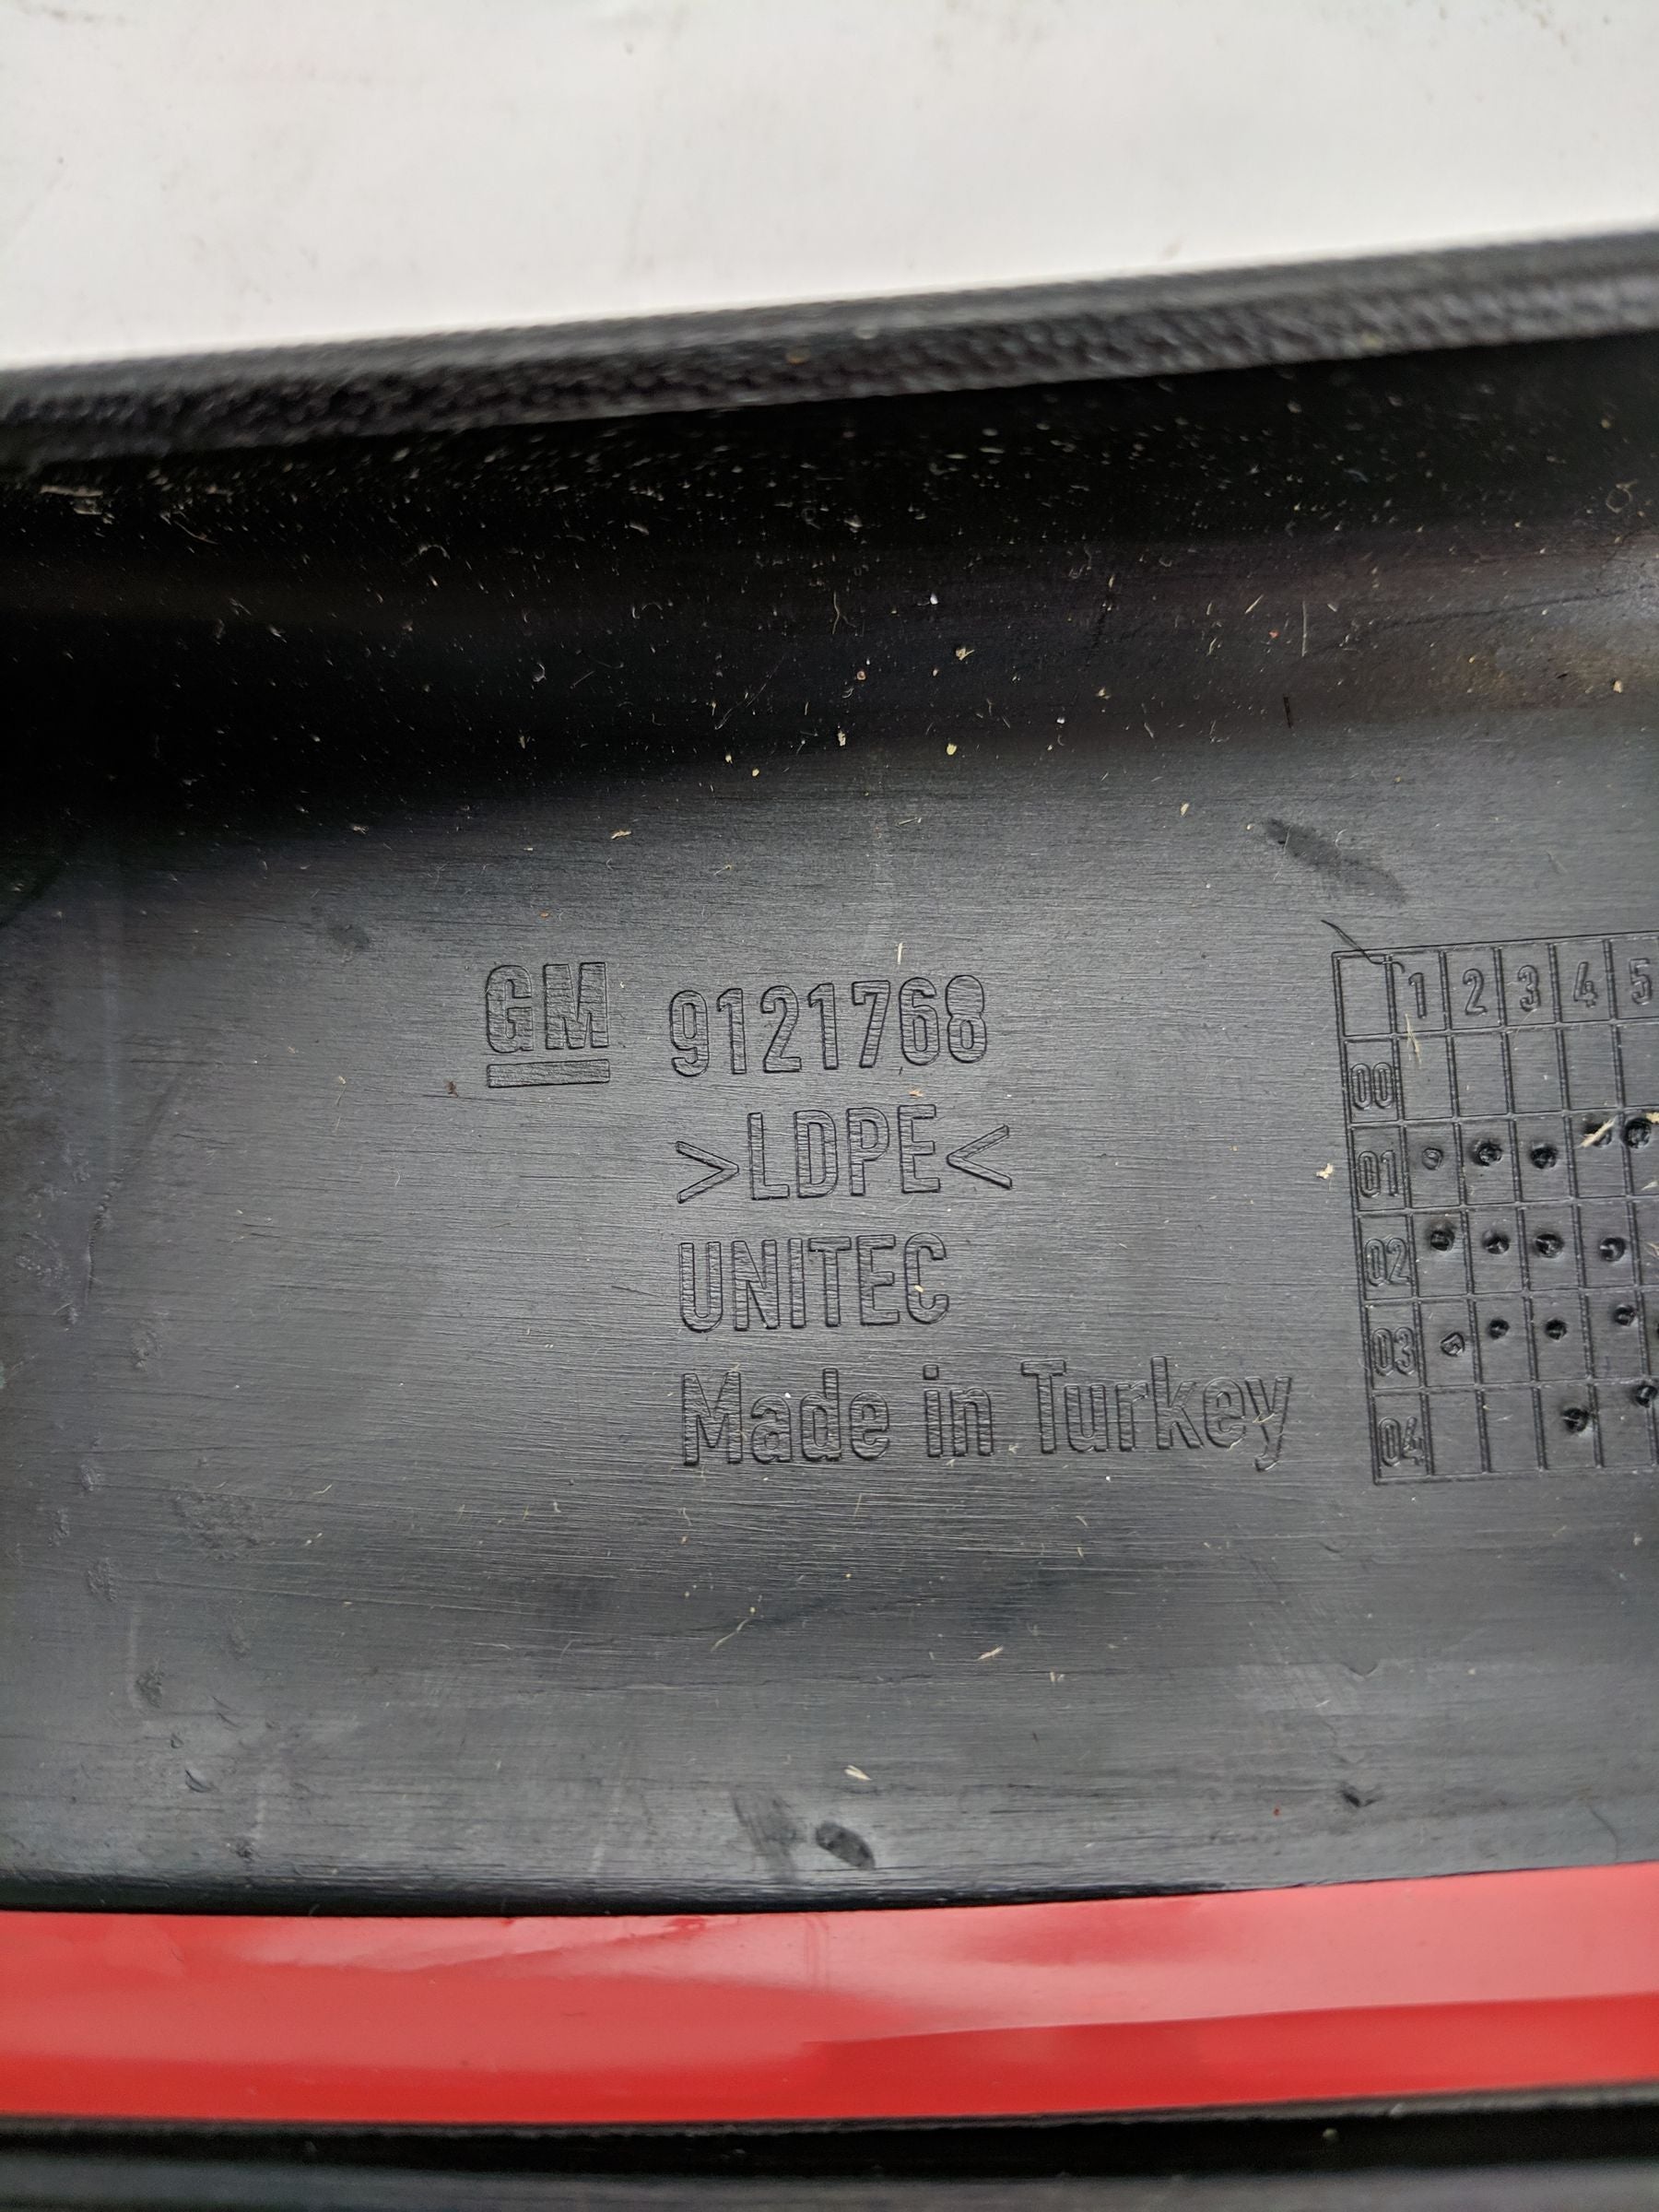 GM 9121768
>LDPE<
UNITEC
Made in Turkey
1 2 3 4 5
00
01
02
03
04